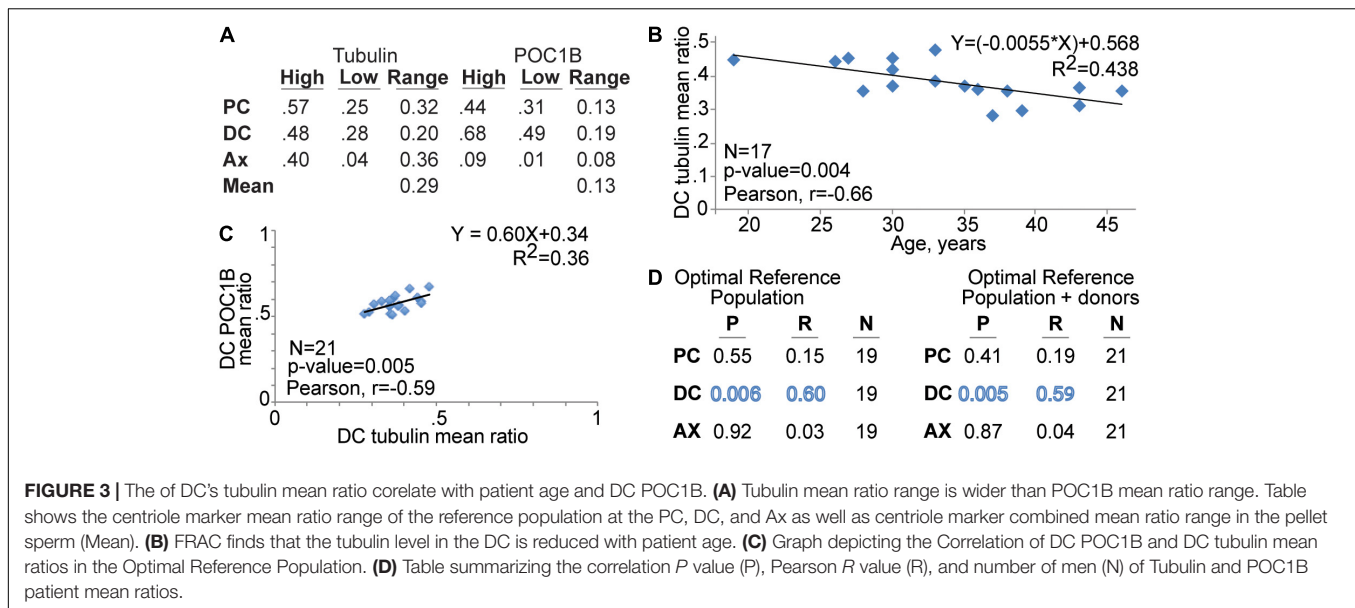 A
Tubulin POC1B
High Low Range High Low Range
PC .57 .25 0.32 .44 .31 0.13
DC .48 .28 0.20 .68 .49 0.19
Ax .40 .04 0.36 .09 .01 0.08
Mean 0.29 0.13
B
DC tubulin mean ratio
.5
.4
.3
.2
.1
0
Y=(-0.0055*X)+0.568
R2=0.438
N=17
p-value=0.004
Pearson, r=-0.66
20 25 30 35 40 45
Age, years
C
DC POC1B
mean ratio
1
.5
0
Y = 0.60X+0.34
R2=0.36
N=21
p-value=0.005
Pearson, r=-0.59
0 .5 1
DC tubulin mean ratio
D Optimal Reference
Population
P R N
PC 0.55 0.15 19
DC 0.006 0.60 19
AX 0.92 0.03 19
Optimal Reference
Population + donors
P R N
PC 0.41 0.19 21
DC 0.005 0.59 21
AX 0.87 0.04 21
FIGURE 3 | The of DC's tubulin mean ratio corelate with patient age and DC POC1B. (A) Tubulin mean ratio range is wider than POC1B mean ratio range. Table
shows the centriole marker mean ratio range of the reference population at the PC, DC, and Ax as well as centriole marker combined mean ratio range in the pellet
sperm (Mean). (B) FRAC finds that the tubulin level in the DC is reduced with patient age. (C) Graph depicting the Correlation of DC POC1B and DC tubulin mean
ratios in the Optimal Reference Population. (D) Table summarizing the correlation P value (P), Pearson R value (R), and number of men (N) of Tubulin and POC1B
patient mean ratios.